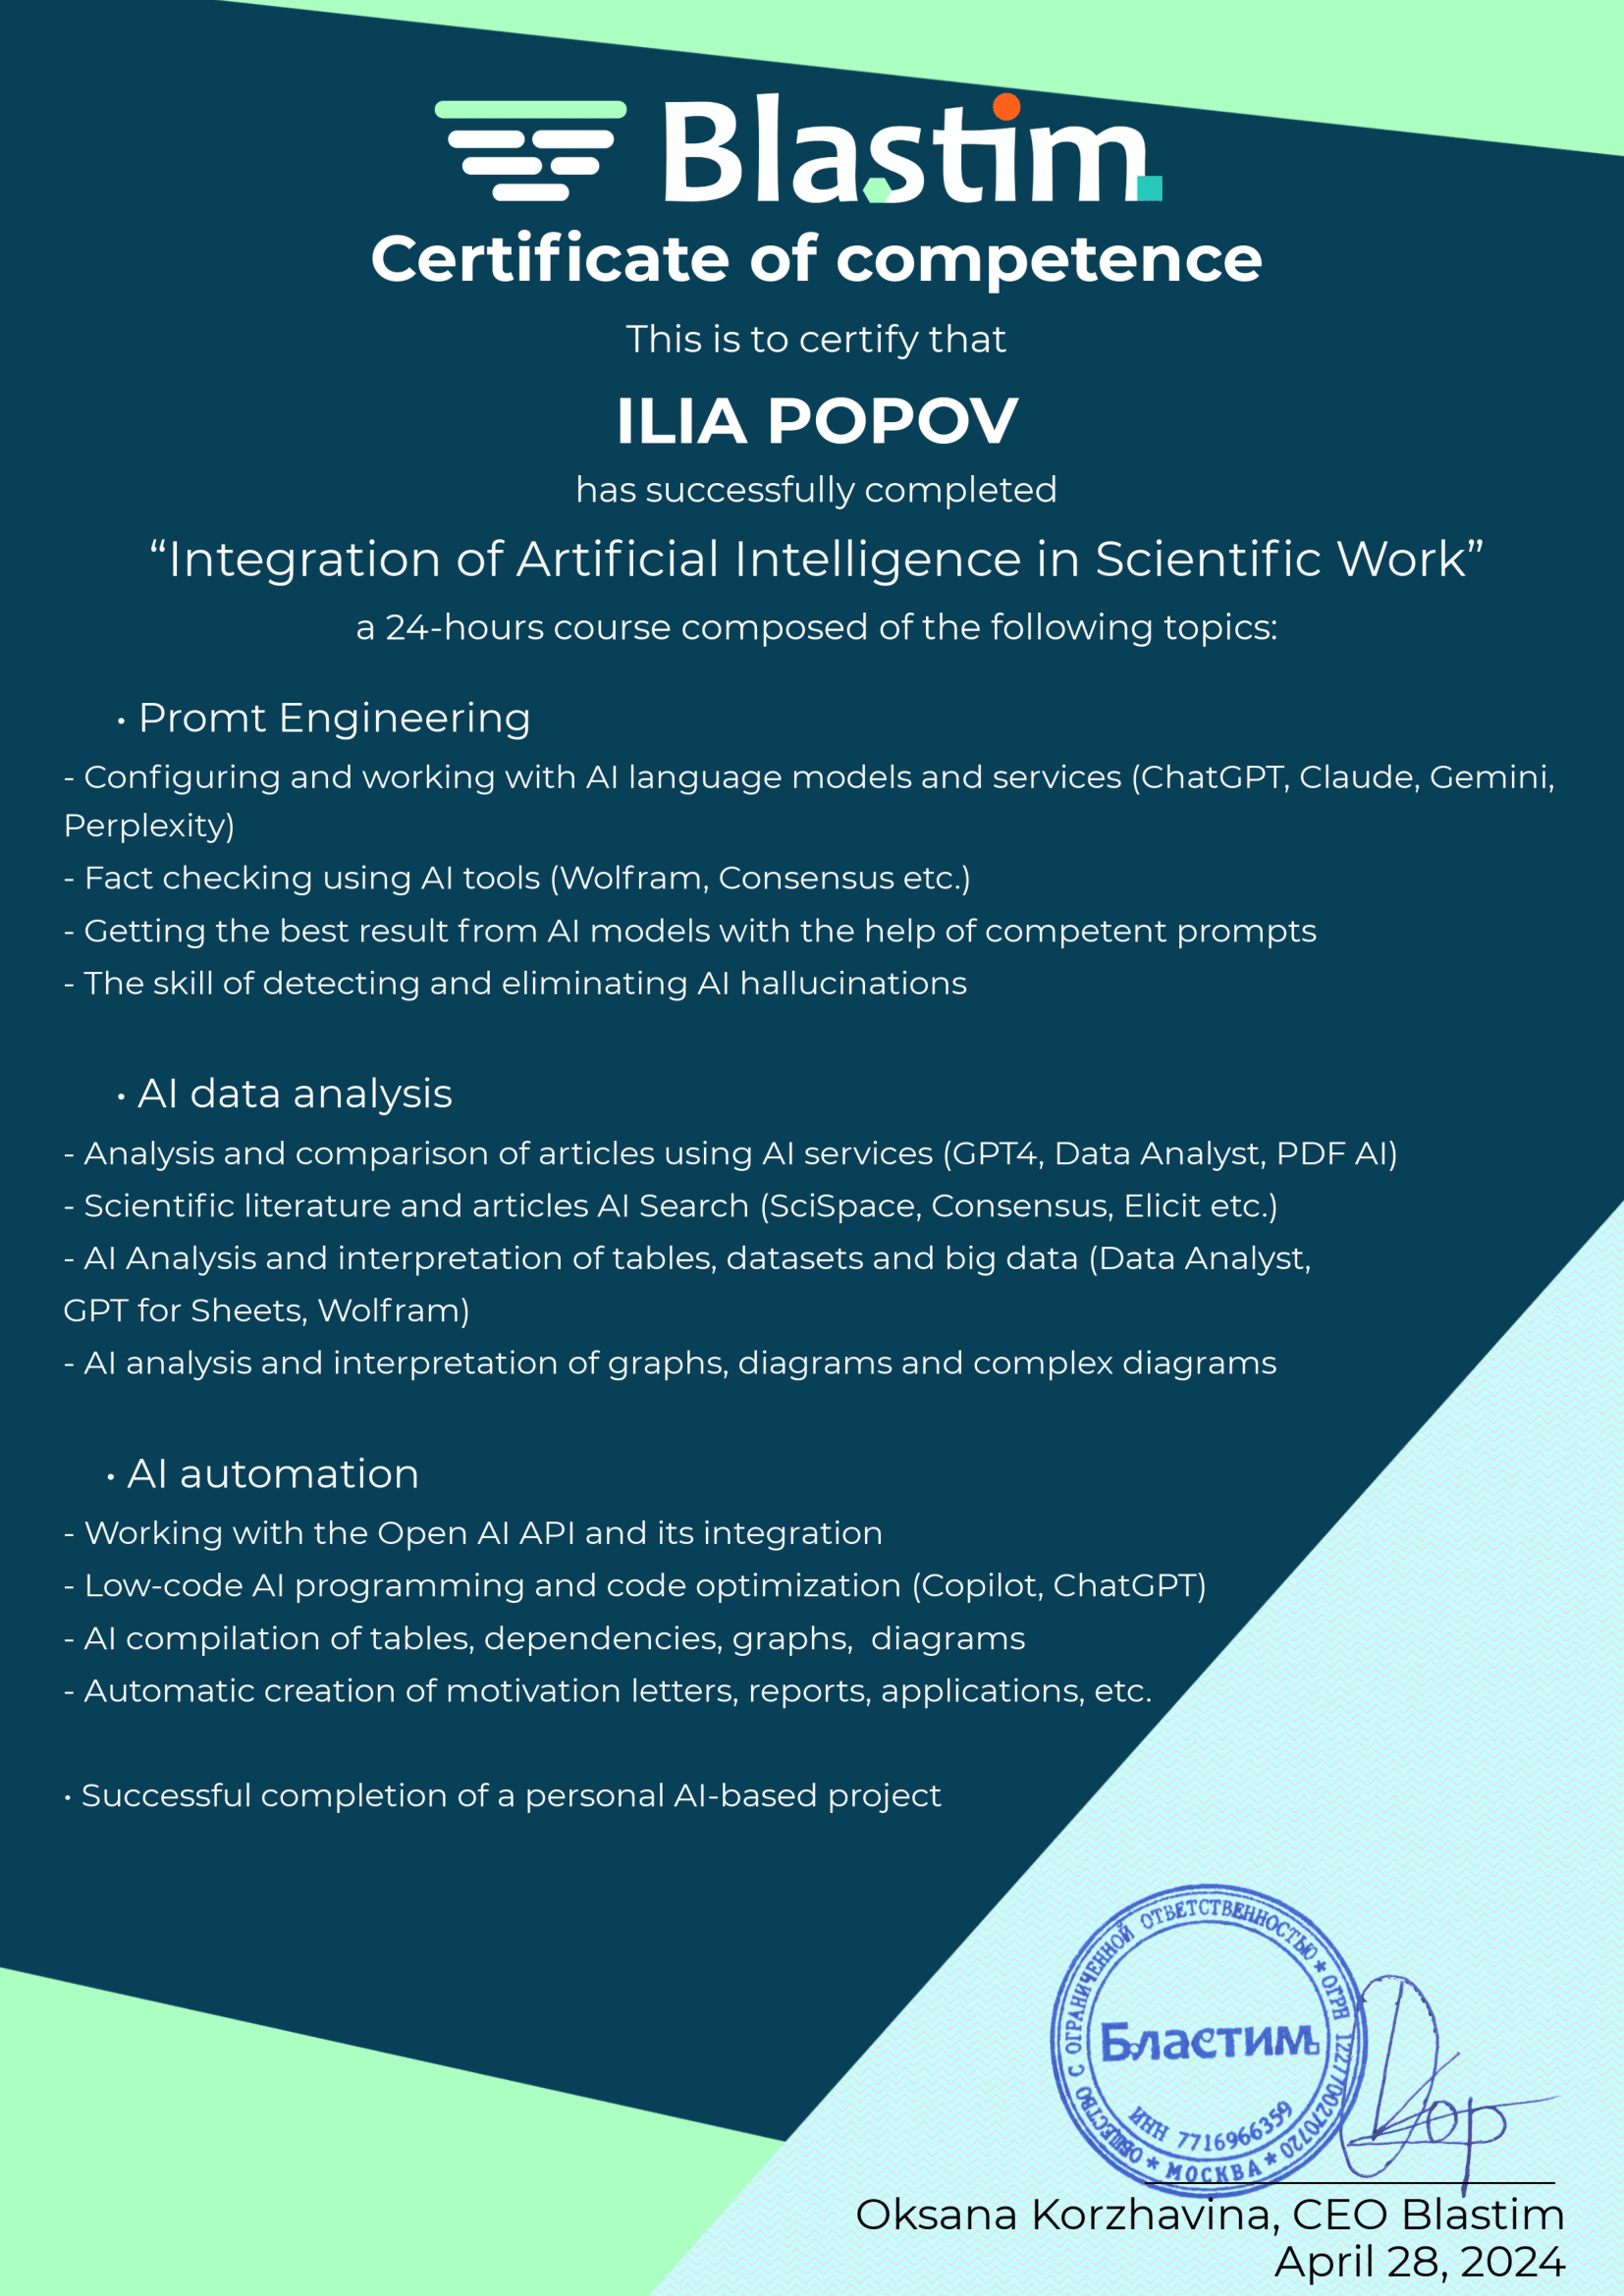 Blastim
Certificate of competence
This is to certify that
ILIA POPOV
has successfully completed
“Integration of Artificial Intelligence in Scientific Work”
a 24-hours course composed of the following topics:
• Promt Engineering
- Configuring and working with AI language models and services (ChatGPT, Claude, Gemini,
Perplexity)
- Fact checking using AI tools (Wolfram, Consensus etc.)
- Getting the best result from AI models with the help of competent prompts
- The skill of detecting and eliminating AI hallucinations
• AI data analysis
- Analysis and comparison of articles using AI services (GPT4, Data Analyst, PDF AI)
- Scientific literature and articles AI Search (SciSpace, Consensus, Elicit etc.)
- AI Analysis and interpretation of tables, datasets and big data (Data Analyst,
GPT for Sheets, Wolfram)
- AI analysis and interpretation of graphs, diagrams and complex diagrams
• AI automation
- Working with the Open AI API and its integration
- Low-code AI programming and code optimization (Copilot, ChatGPT)
- AI compilation of tables, dependencies, graphs,  diagrams
- Automatic creation of motivation letters, reports, applications, etc.
• Successful completion of a personal AI-based project
ОБЩЕСТВО С ОГРАНИЧЕННОЙ ОТВЕТСТВЕННОСТЬЮ * ОГРН 1227700270720 * МОСКВА *
Бластим
ИНН 7716966359
Кор
Oksana Korzhavina, CEO Blastim
April 28, 2024